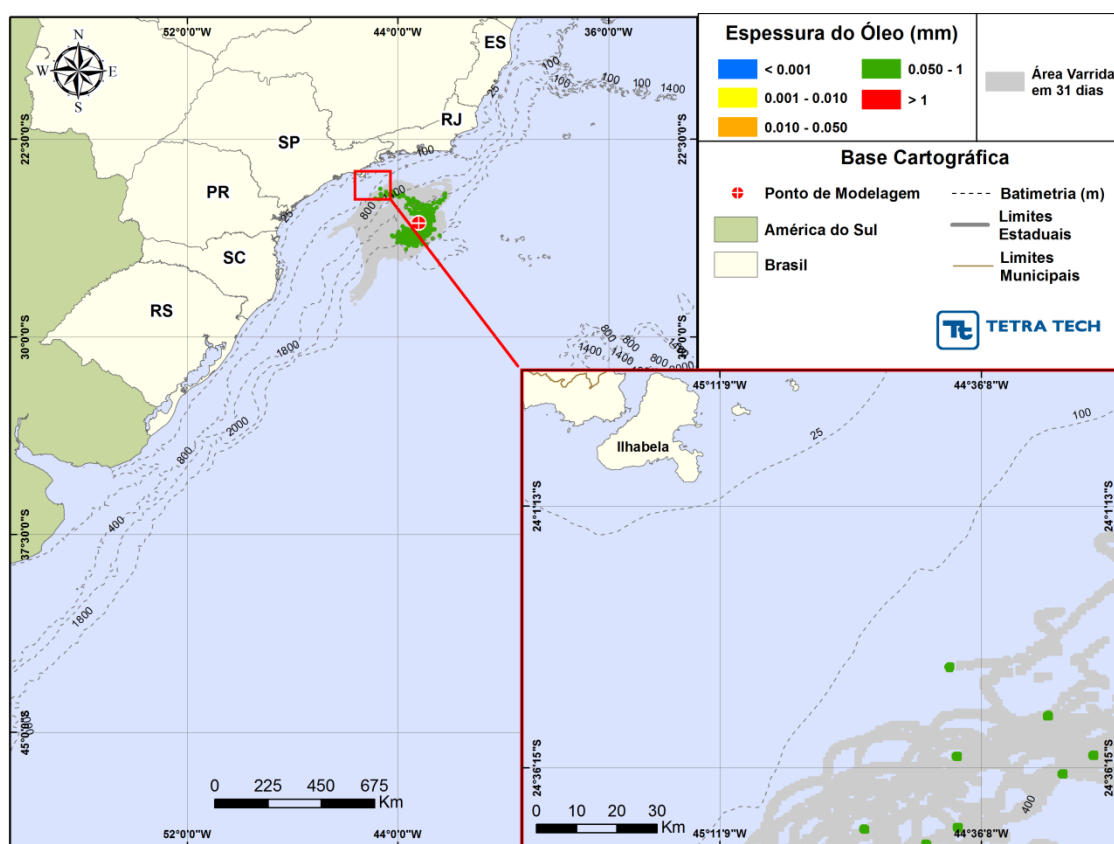 52°0'0"W
44°0'0"W
36°0'0"W
N
W
E
S
ES
RJ
SP
PR
SC
RS
22°30'0"S
22°30'0"S
30°0'0"S
37°30'0"S
100
100
100
100
1400
25
100
25
800
1800
2000
800
400
1800
800
800
1400
1400
800
0 225 450 675
Km
52°0'0"W
44°0'0"W
Espessura do Óleo (mm)
< 0.001
0.050 - 1
0.001 - 0.010
> 1
0.010 - 0.050
Área Varrida
em 31 dias
Base Cartográfica
Ponto de Modelagem
Batimetria (m)
América do Sul
Limites
Estaduais
Brasil
Limites
Municipais
Tt TETRA TECH
45°11'9"W
44°36'8"W
Ilhabela
25
100
24°1'13"S
24°1'13"S
24°36'15"S
24°36'15"S
400
0 10 20 30
Km
45°11'9"W
44°36'8"W